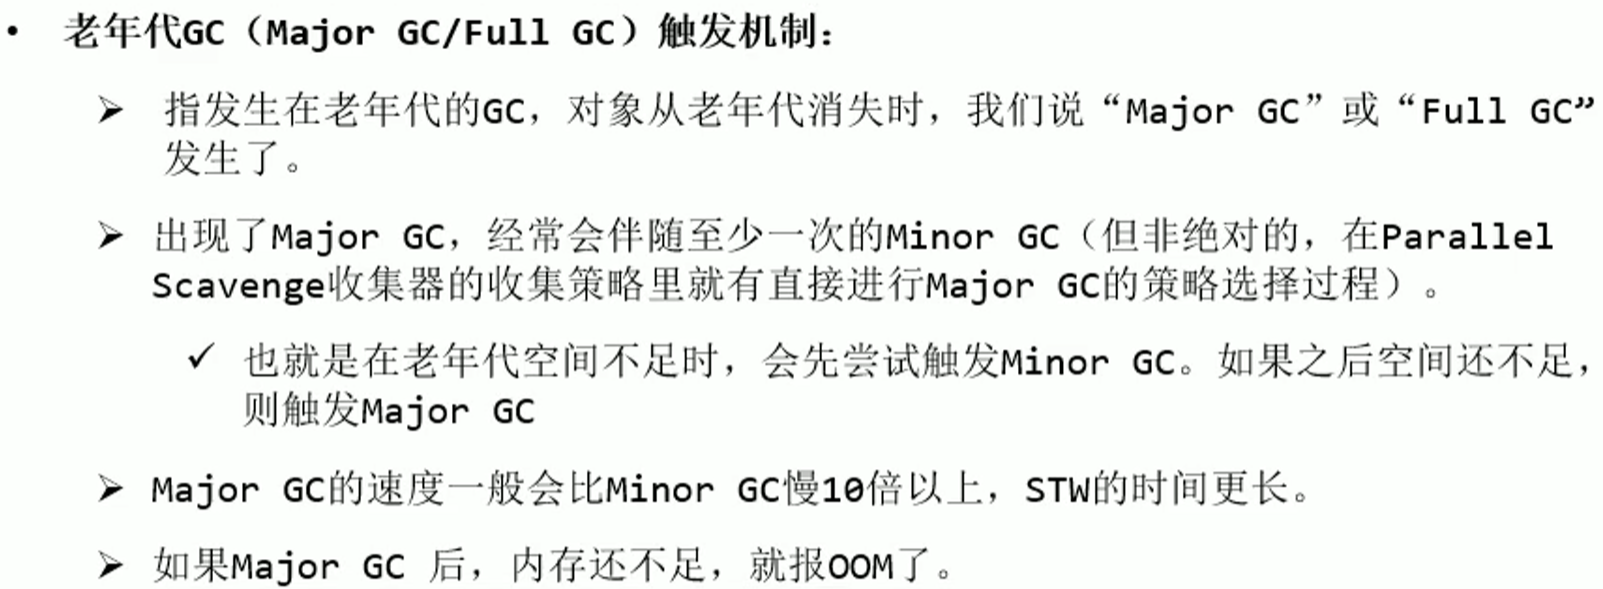 • 老年代GC（Major GC/Full GC）触发机制：
➢ 指发生在老年代的GC，对象从老年代消失时，我们说“Major GC”或“Full GC”
发生了。
➢ 出现了Major GC，经常会伴随至少一次的Minor GC（但非绝对的，在Parallel
Scavenge收集器的收集策略里就有直接进行Major GC的策略选择过程）。
✓ 也就是在老年代空间不足时，会先尝试触发Minor GC。如果之后空间还不足，
则触发Major GC
➢ Major GC的速度一般会比Minor GC慢10倍以上，STW的时间更长。
➢ 如果Major GC 后，内存还不足，就报OOM了。